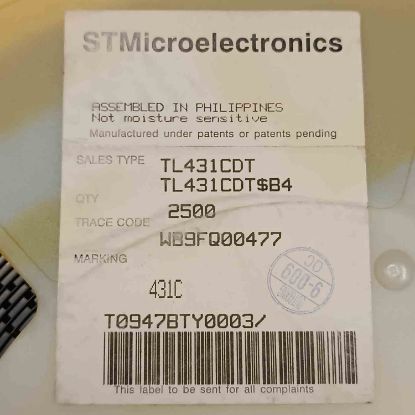 STMicroelectronics
ASSEMBLED IN PHILIPPINES
Not moisture sensitive
Manufactured under patents or patents pending
SALES TYPE TL431CDT
TL431CDT$B4
QTY 2500
TRACE CODE WB9FQ00477
MARKING
431C
T0947BTY0003/
This label to be sent for all complaints